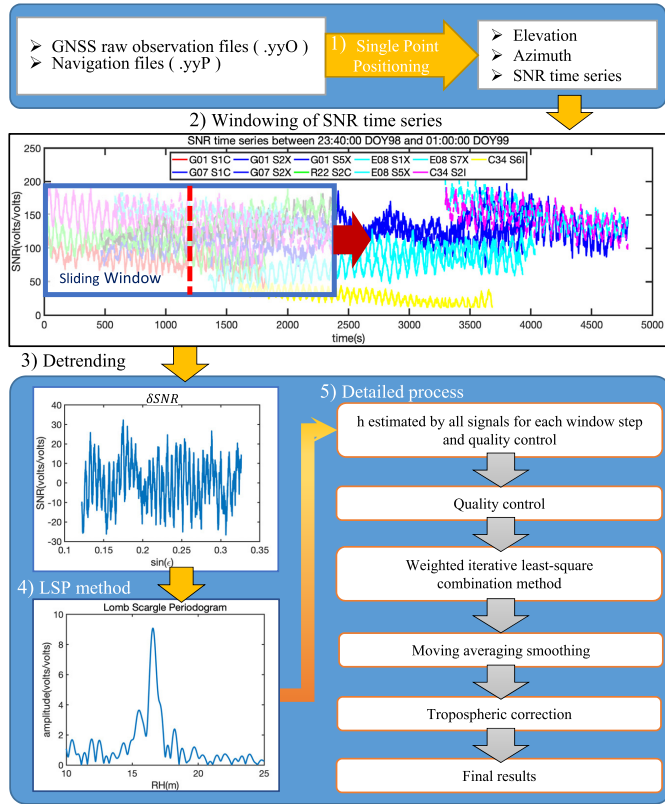 ➤ GNSS raw observation files ( .yyO )
➤ Navigation files ( .yyP )
1) Single Point
Positioning
➤ Elevation
➤ Azimuth
➤ SNR time series
2) Windowing of SNR time series
SNR time series between 23:40:00 DOY98 and 01:00:00 DOY99
G01 S1C G01 S2X G01 S5X E08 S1X E08 S7X C34 S6I
G07 S1C G07 S2X R22 S2C E08 S5X C34 S2I
SNR(volts/volts)
250
200
150
100
50
0
Sliding Window
0 500 1000 1500 2000 2500 3000 3500 4000 4500 5000
time(s)
3) Detrending
δSNR
SNR(volts/volts)
40
30
20
10
0
-10
-20
-30
0.1 0.15 0.2 0.25 0.3 0.35
sin(ϵ)
4) LSP method
Lomb Scargle Periodogram
amplitude(volts/volts)
10
8
6
4
2
0
10 15 20 25
RH(m)
5) Detailed process
h estimated by all signals for each window step
and quality control
Quality control
Weighted iterative least-square
combination method
Moving averaging smoothing
Tropospheric correction
Final results